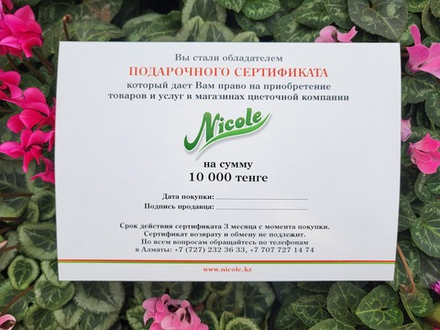 Вы стали обладателем
ПОДАРОЧНОГО СЕРТИФИКАТА
который дает Вам право на приобретение
товаров и услуг в магазинах цветочной компании
Nicole
на сумму
10 000 тенге
Дата покупки:
Подпись продавца:
Срок действия сертификата 3 месяца с момента покупки.
Сертификат возврату и обмену не подлежит.
По всем вопросам обращайтесь по телефонам
в Алматы: +7 (727) 232 36 33, +7 707 727 14 74
www.nicole.kz